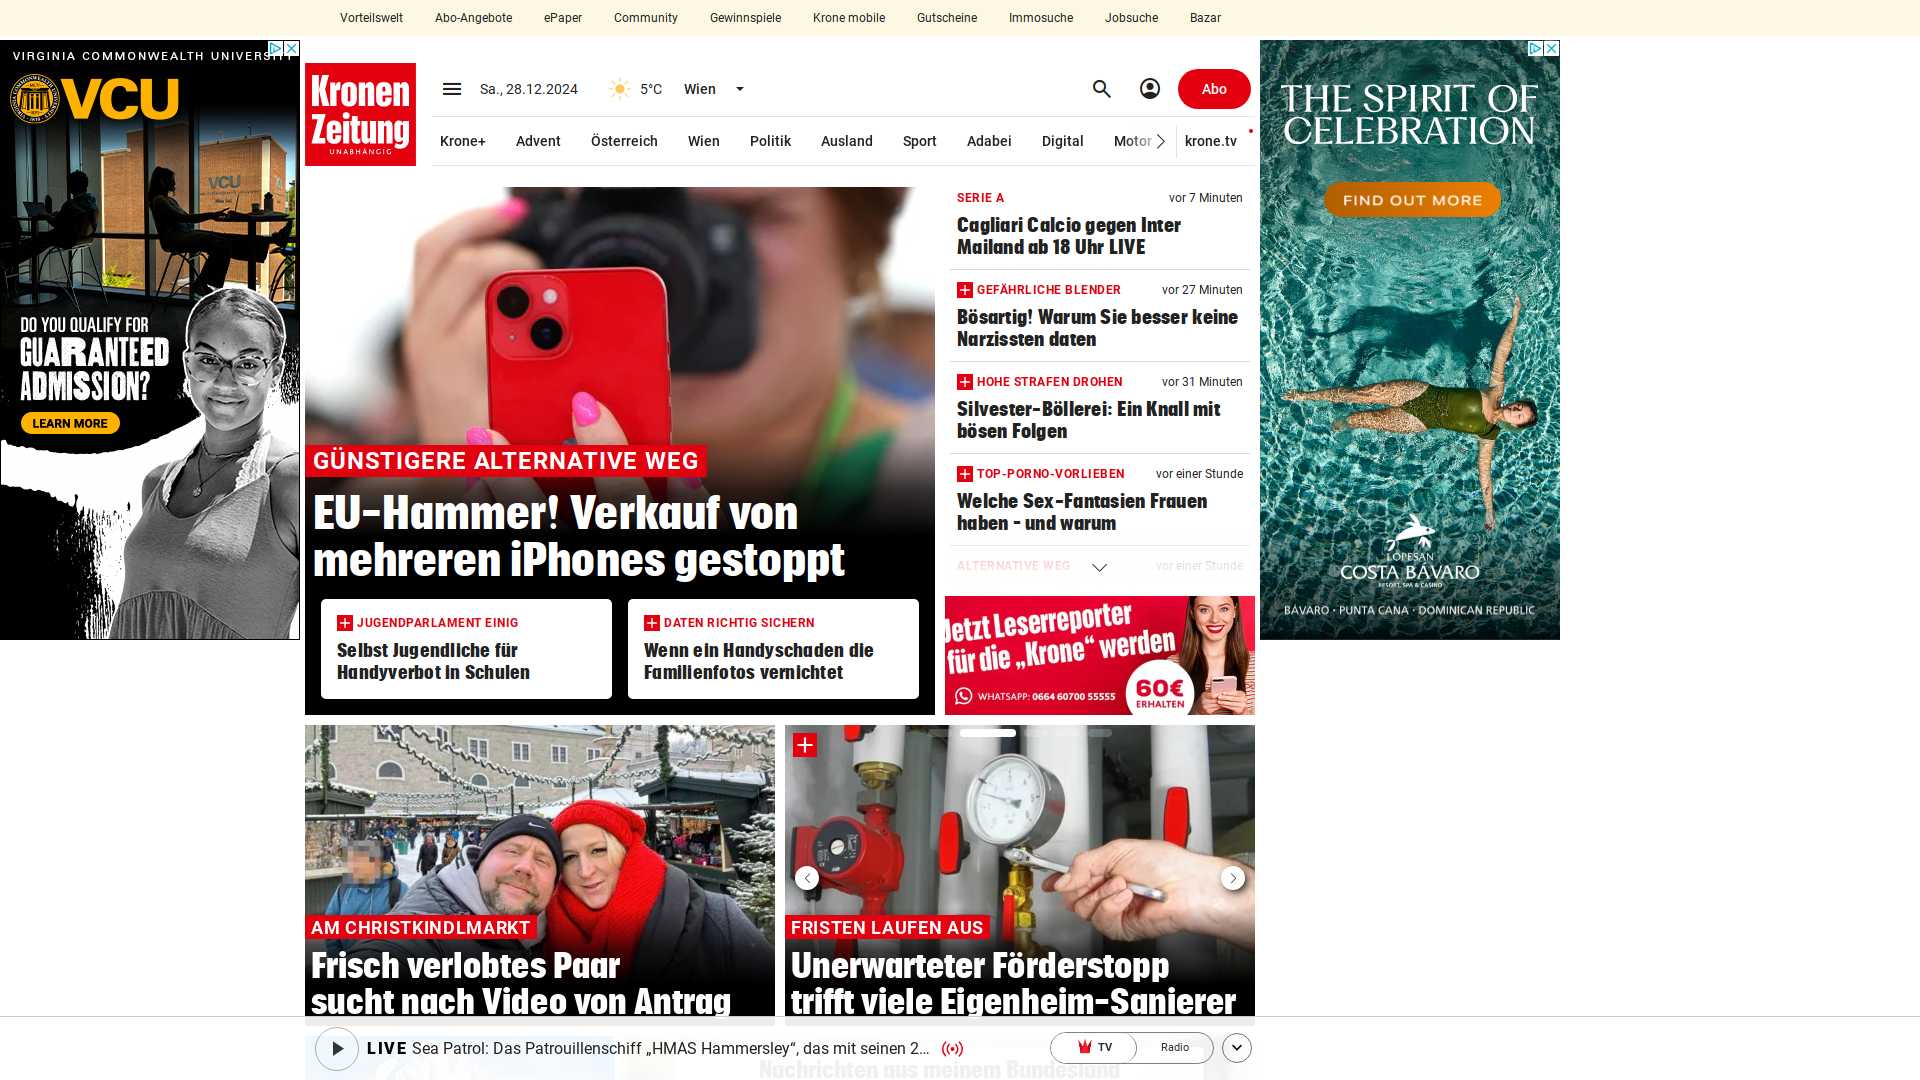 Vorteilswelt
Abo-Angebote
ePaper
Community
Gewinnspiele
Krone mobile
Gutscheine
Immosuche
Jobsuche
Bazar
VIRGINIA COMMONWEALTH UNIVERSITY
VCU
VCU
DO YOU QUALIFY FOR
GUARANTEED
ADMISSION?
LEARN MORE
Kronen
Zeitung
UNABHÄNGIG
Sa., 28.12.2024
5°C
Wien
Abo
Krone+
Advent
Österreich
Wien
Politik
Ausland
Sport
Adabei
Digital
Motor
krone.tv
GÜNSTIGERE ALTERNATIVE WEG
EU-Hammer! Verkauf von
mehreren iPhones gestoppt
JUGENDPARLAMENT EINIG
Selbst Jugendliche für
Handyverbot in Schulen
DATEN RICHTIG SICHERN
Wenn ein Handyschaden die
Familienfotos vernichtet
SERIE A
vor 7 Minuten
Cagliari Calcio gegen Inter
Mailand ab 18 Uhr LIVE
GEFÄHRLICHE BLENDER
vor 27 Minuten
Bösartig! Warum Sie besser keine
Narzissten daten
HOHE STRAFEN DROHEN
vor 31 Minuten
Silvester-Böllerei: Ein Knall mit
bösen Folgen
TOP-PORNO-VORLIEBEN
vor einer Stunde
Welche Sex-Fantasien Frauen
haben - und warum
ALTERNATIVE WEG
vor einer Stunde
Jetzt Leserreporter
für die „Krone“ werden
WHATSAPP: 0664 60700 55555
60€
ERHALTEN
THE SPIRIT OF
CELEBRATION
FIND OUT MORE
LOPESAN
COSTA BÁVARO
RESORT, SPA & CASINO
BÁVARO · PUNTA CANA · DOMINICAN REPUBLIC
AM CHRISTKINDLMARKT
Frisch verlobtes Paar
sucht nach Video von Antrag
FRISTEN LAUFEN AUS
Unerwarteter Förderstopp
trifft viele Eigenheim-Sanierer
LIVE Sea Patrol: Das Patrouillenschiff „HMAS Hammersley“, das mit seinen 2...
TV
Radio
Nachrichten aus meinem Bundesland